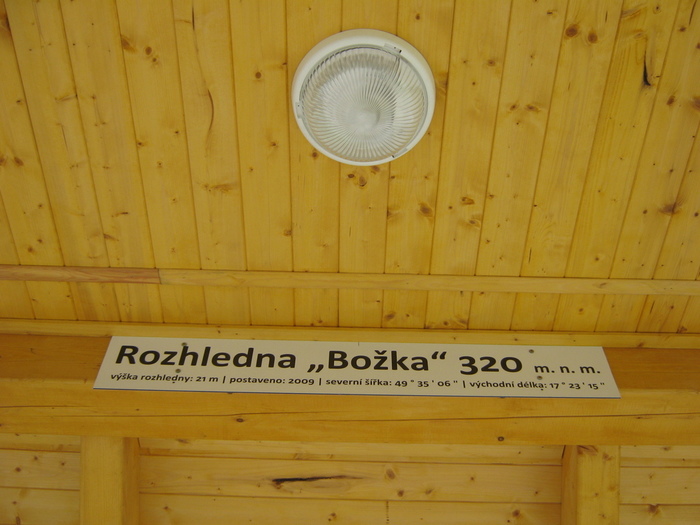 Rozhledna „Božka“ 320 m. n. m.
výška rozhledny: 21 m | postaveno: 2009 | severní šířka: 49 ° 35 ' 06 " | východní délka: 17 ° 23 ' 15 "